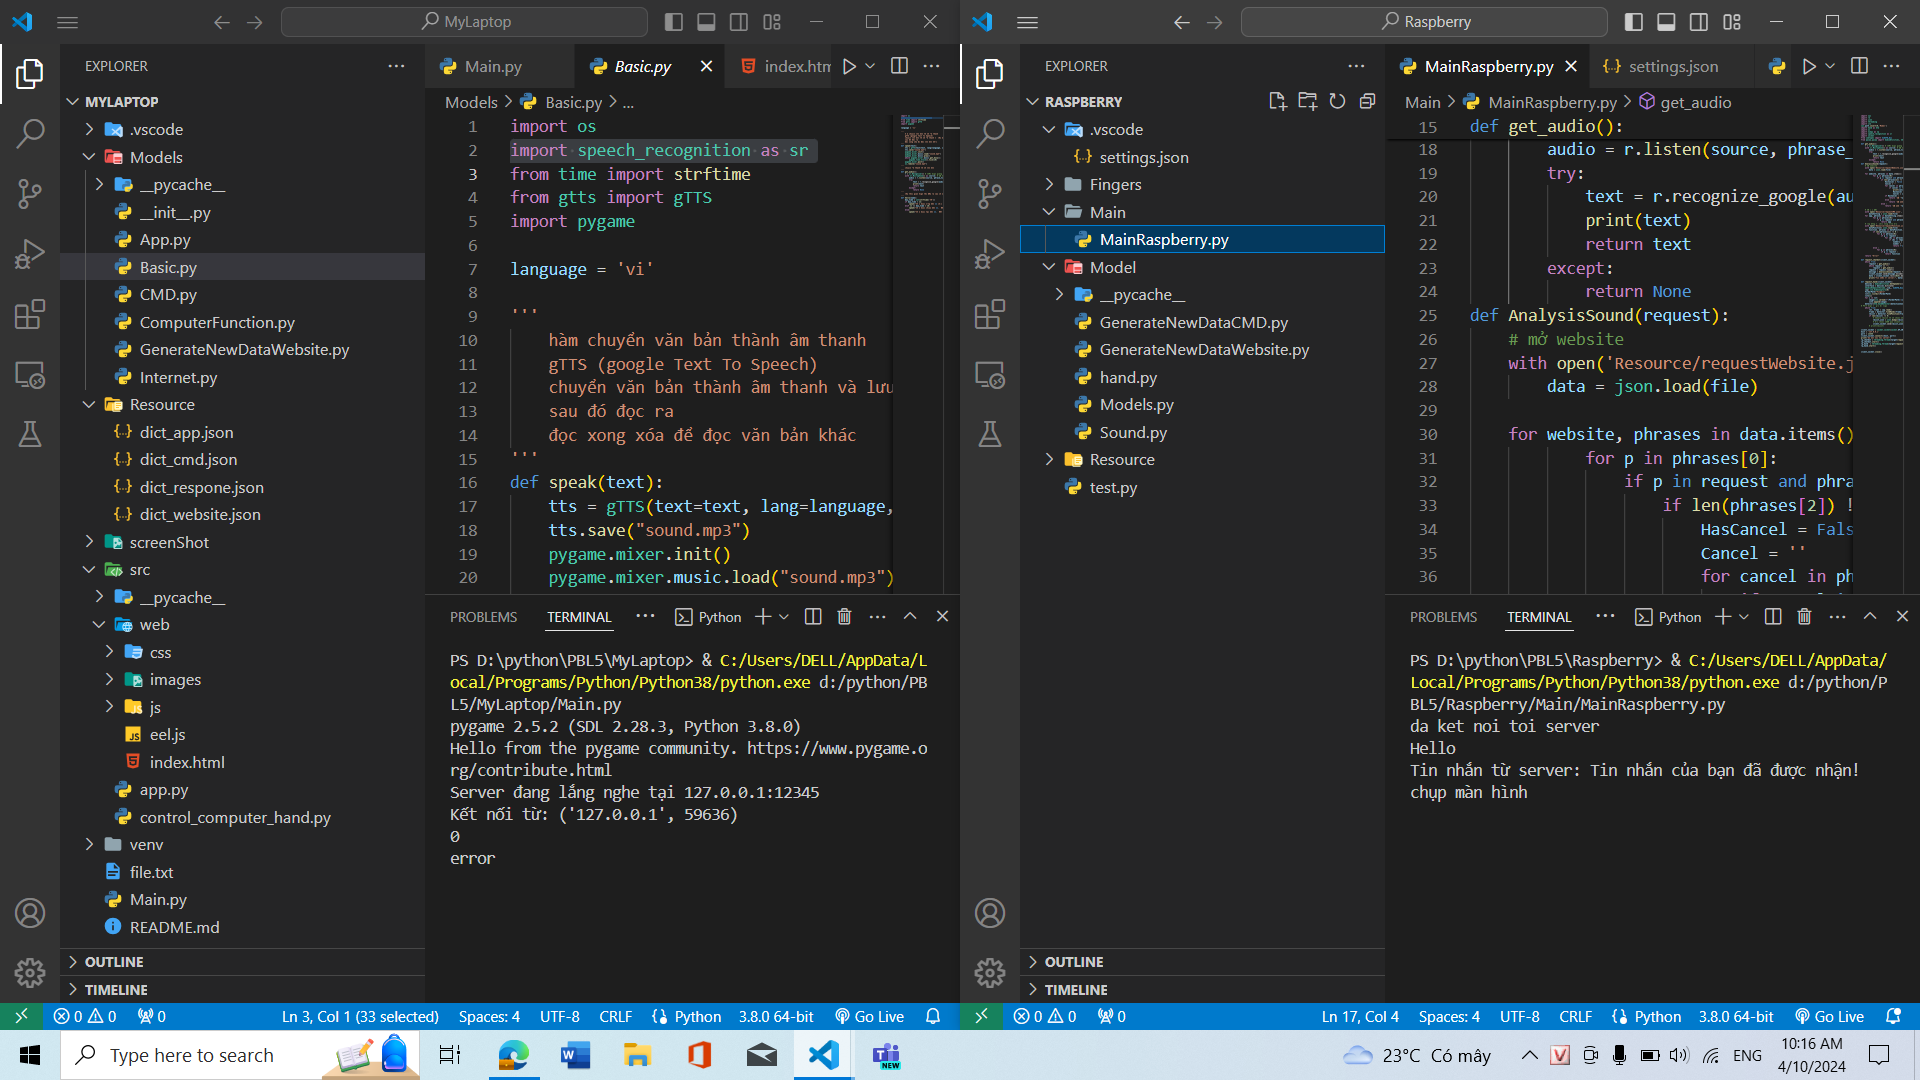 MyLaptop
EXPLORER
MYLAPTOP
.vscode
Models
__pycache__
__init__.py
App.py
Basic.py
CMD.py
ComputerFunction.py
GenerateNewDataWebsite.py
Internet.py
Resource
dict_app.json
dict_cmd.json
dict_respone.json
dict_website.json
screenShot
src
__pycache__
web
css
images
js
eel.js
index.html
app.py
control_computer_hand.py
venv
file.txt
Main.py
README.md
OUTLINE
TIMELINE
Main.py
Basic.py
index.htm
Models > Basic.py > ...
1 import os
2 import speech_recognition as sr
3 from time import strftime
4 from gtts import gTTS
5 import pygame
6
7 language = 'vi'
8
9 '''
10 hàm chuyển văn bản thành âm thanh
11 gTTS (google Text To Speech)
12 chuyển văn bản thành âm thanh và lưu
13 sau đó đọc ra
14 đọc xong xóa để đọc văn bản khác
15 '''
16 def speak(text):
17 tts = gTTS(text=text, lang=language,
18 tts.save("sound.mp3")
19 pygame.mixer.init()
20 pygame.mixer.music.load("sound.mp3")
PROBLEMS TERMINAL ... Python
PS D:\python\PBL5\MyLaptop> & C:/Users/DELL/AppData/L
ocal/Programs/Python/Python38/python.exe d:/python/PB
L5/MyLaptop/Main.py
pygame 2.5.2 (SDL 2.28.3, Python 3.8.0)
Hello from the pygame community. https://www.pygame.o
rg/contribute.html
Server đang lắng nghe tại 127.0.0.1:12345
Kết nối từ: ('127.0.0.1', 59636)
0
error
0 0 0 Ln 3, Col 1 (33 selected) Spaces: 4 UTF-8 CRLF Python 3.8.0 64-bit Go Live
Raspberry
EXPLORER
RASPBERRY
.vscode
settings.json
Fingers
Main
MainRaspberry.py
Model
__pycache__
GenerateNewDataCMD.py
GenerateNewDataWebsite.py
hand.py
Models.py
Sound.py
Resource
test.py
OUTLINE
TIMELINE
MainRaspberry.py
settings.json
Main > MainRaspberry.py > get_audio
15 def get_audio():
18 audio = r.listen(source, phrase_
19 try:
20 text = r.recognize_google(au
21 print(text)
22 return text
23 except:
24 return None
25 def AnalysisSound(request):
26 # mở website
27 with open('Resource/requestWebsite.j
28 data = json.load(file)
29
30 for website, phrases in data.items()
31 for p in phrases[0]:
32 if p in request and phra
33 if len(phrases[2]) !
34 HasCancel = Fals
35 Cancel = ''
36 for cancel in ph
PROBLEMS TERMINAL ... Python
PS D:\python\PBL5\Raspberry> & C:/Users/DELL/AppData/
Local/Programs/Python/Python38/python.exe d:/python/P
BL5/Raspberry/Main/MainRaspberry.py
da ket noi toi server
Hello
Tin nhắn từ server: Tin nhắn của bạn đã được nhận!
chụp màn hình
0 0 0 Ln 17, Col 4 Spaces: 4 UTF-8 CRLF Python 3.8.0 64-bit Go Live
Type here to search
NEW
23°C Có mây
ENG
10:16 AM
4/10/2024